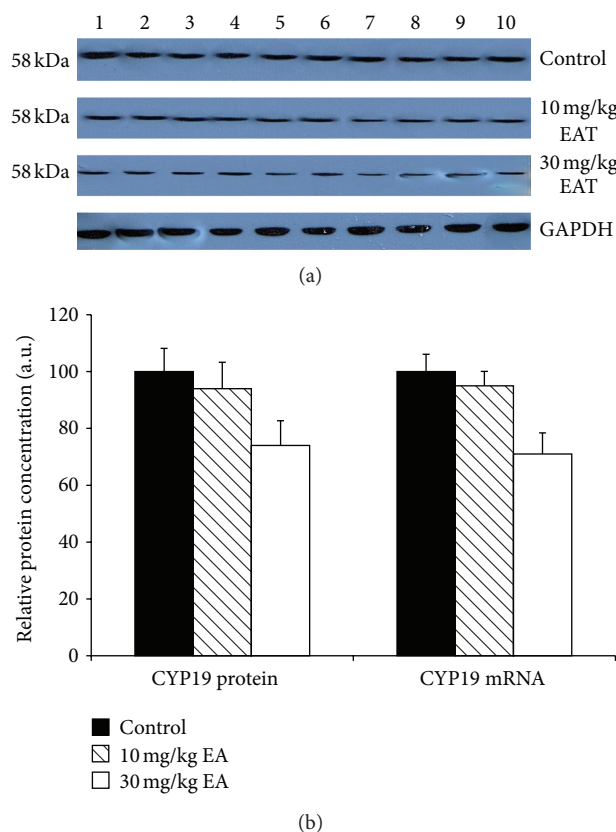 1 2 3 4 5 6 7 8 9 10
58 kDa Control
58 kDa 10 mg/kg EAT
58 kDa 30 mg/kg EAT
GAPDH
(a)
Relative protein concentration (a.u.)
120
100
80
60
40
20
0
CYP19 protein CYP19 mRNA
Control
10 mg/kg EA
30 mg/kg EA
(b)